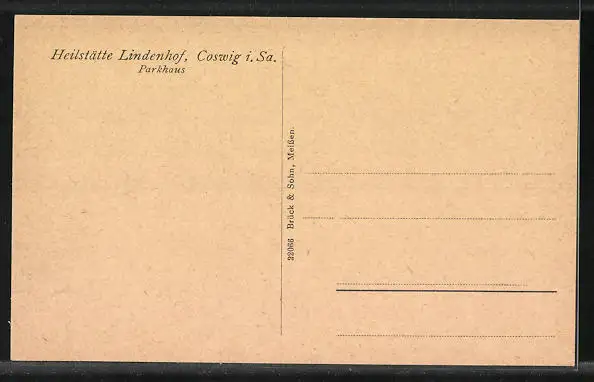 Heilstätte Lindenhof, Coswig i. Sa.
Parkhaus
22066 Brück & Sohn, Meißen.